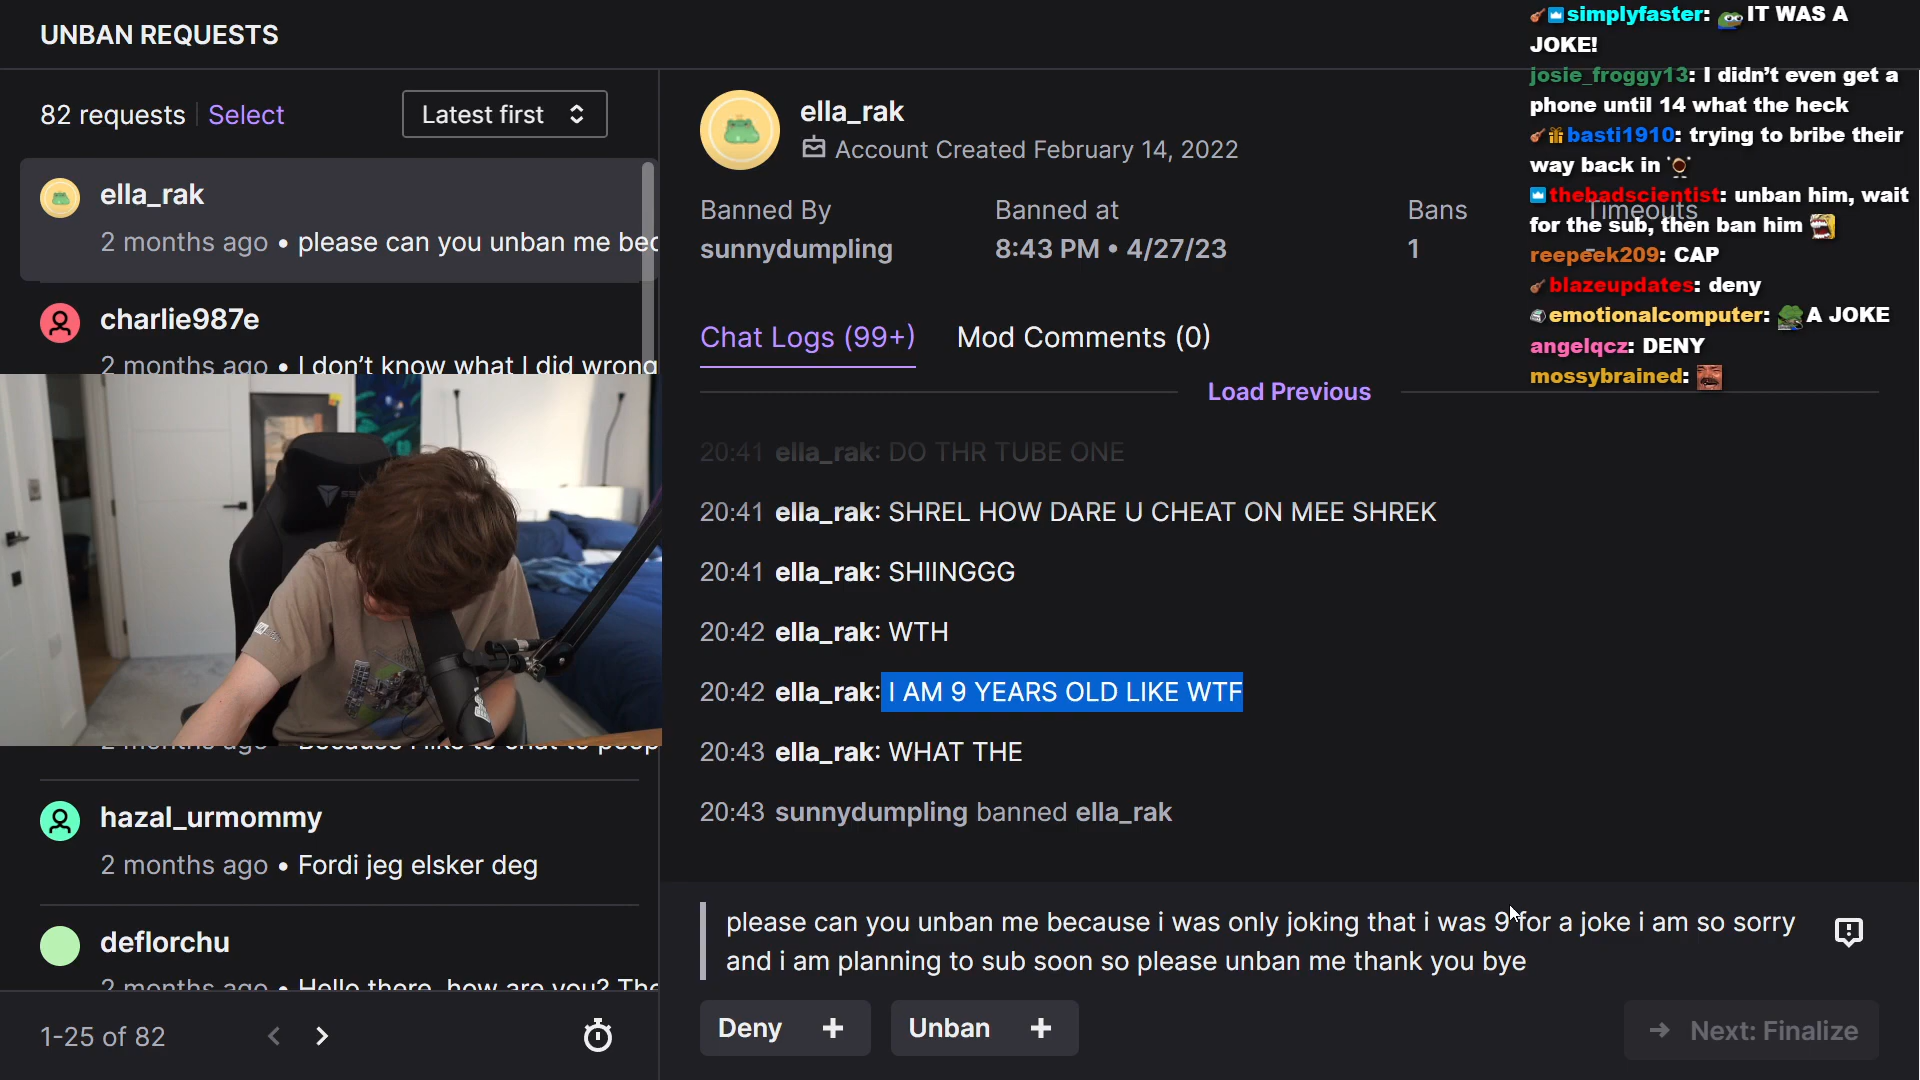 UNBAN REQUESTS
82 requests
Select
Latest first
ella_rak
2 months ago • please can you unban me bec
charlie987e
2 months ago • I don't know what I did wrong
hazal_urmommy
2 months ago • Fordi jeg elsker deg
deflorchu
2 months ago • Hello there, how are you? The
1-25 of 82
ella_rak
Account Created February 14, 2022
Banned By
sunnydumpling
Banned at
8:43 PM • 4/27/23
Bans
1
Timeouts
Chat Logs (99+)
Mod Comments (0)
Load Previous
20:41 ella_rak: DO THR TUBE ONE
20:41 ella_rak: SHREL HOW DARE U CHEAT ON MEE SHREK
20:41 ella_rak: SHIINGGG
20:42 ella_rak: WTH
20:42 ella_rak: I AM 9 YEARS OLD LIKE WTF
20:43 ella_rak: WHAT THE
20:43 sunnydumpling banned ella_rak
please can you unban me because i was only joking that i was 9 for a joke i am so sorry
and i am planning to sub soon so please unban me thank you bye
Deny +
Unban +
Next: Finalize
simplyfaster: IT WAS A
JOKE!
josie_froggy13: I didn't even get a
phone until 14 what the heck
basti1910: trying to bribe their
way back in
thebadscientist: unban him, wait
for the sub, then ban him
reepeek209: CAP
blazeupdates: deny
emotionalcomputer: A JOKE
angelqcz: DENY
mossybrained: